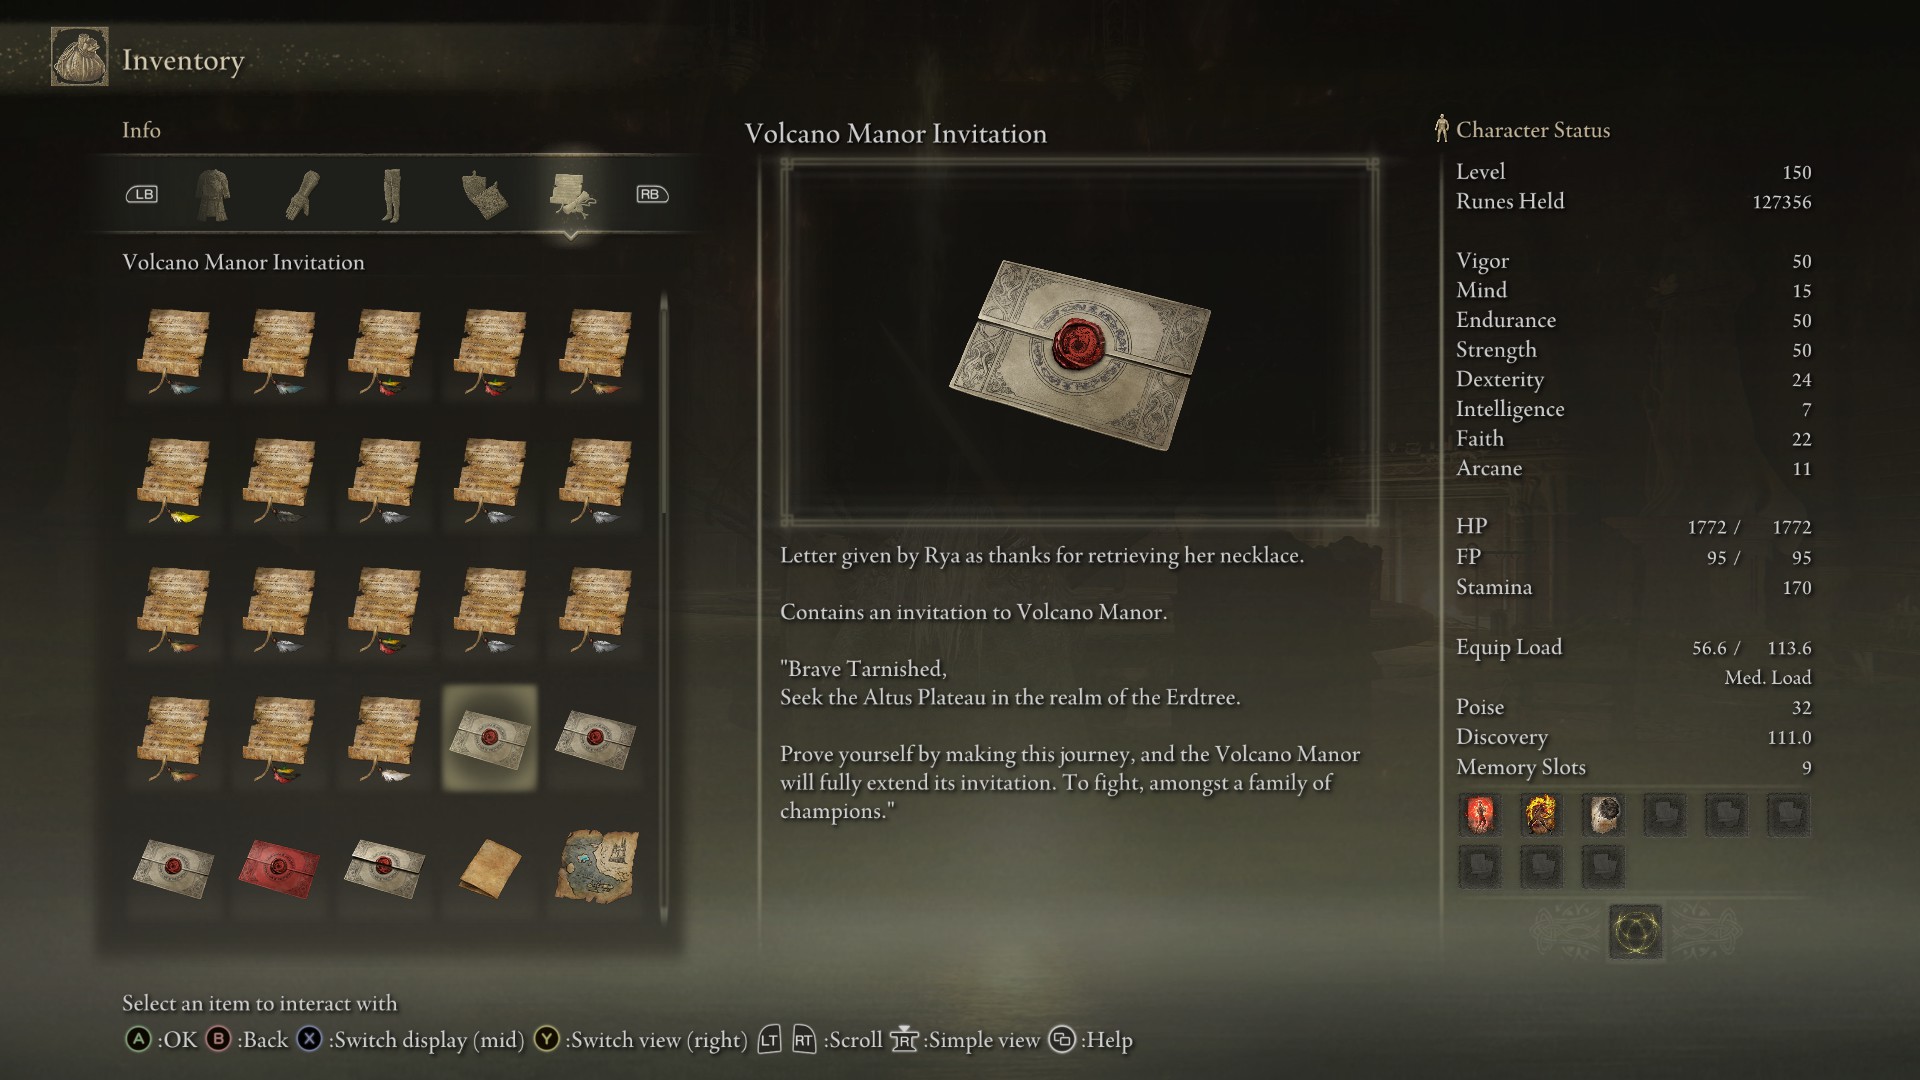 Inventory
Info
LB
RB
Volcano Manor Invitation
Volcano Manor Invitation
Letter given by Rya as thanks for retrieving her necklace.
Contains an invitation to Volcano Manor.
"Brave Tarnished,
Seek the Altus Plateau in the realm of the Erdtree.
Prove yourself by making this journey, and the Volcano Manor
will fully extend its invitation. To fight, amongst a family of
champions."
Character Status
Level 150
Runes Held 127356
Vigor 50
Mind 15
Endurance 50
Strength 50
Dexterity 24
Intelligence 7
Faith 22
Arcane 11
HP 1772 / 1772
FP 95 / 95
Stamina 170
Equip Load 56.6 / 113.6
Med. Load
Poise 32
Discovery 111.0
Memory Slots 9
Select an item to interact with
A :OK B :Back X :Switch display (mid) Y :Switch view (right) LT RT :Scroll R :Simple view :Help